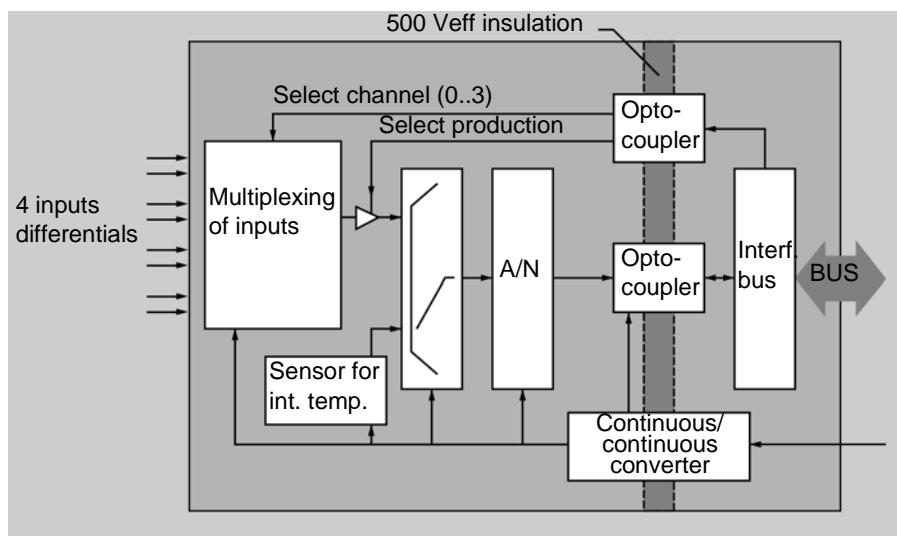 500 Veff insulation
Select channel (0..3)
Opto-
coupler
Select production
4 inputs
differentials
Multiplexing
of inputs
A/N
Opto-
coupler
Interf.
bus
BUS
Sensor for
int. temp.
Continuous/
continuous
converter